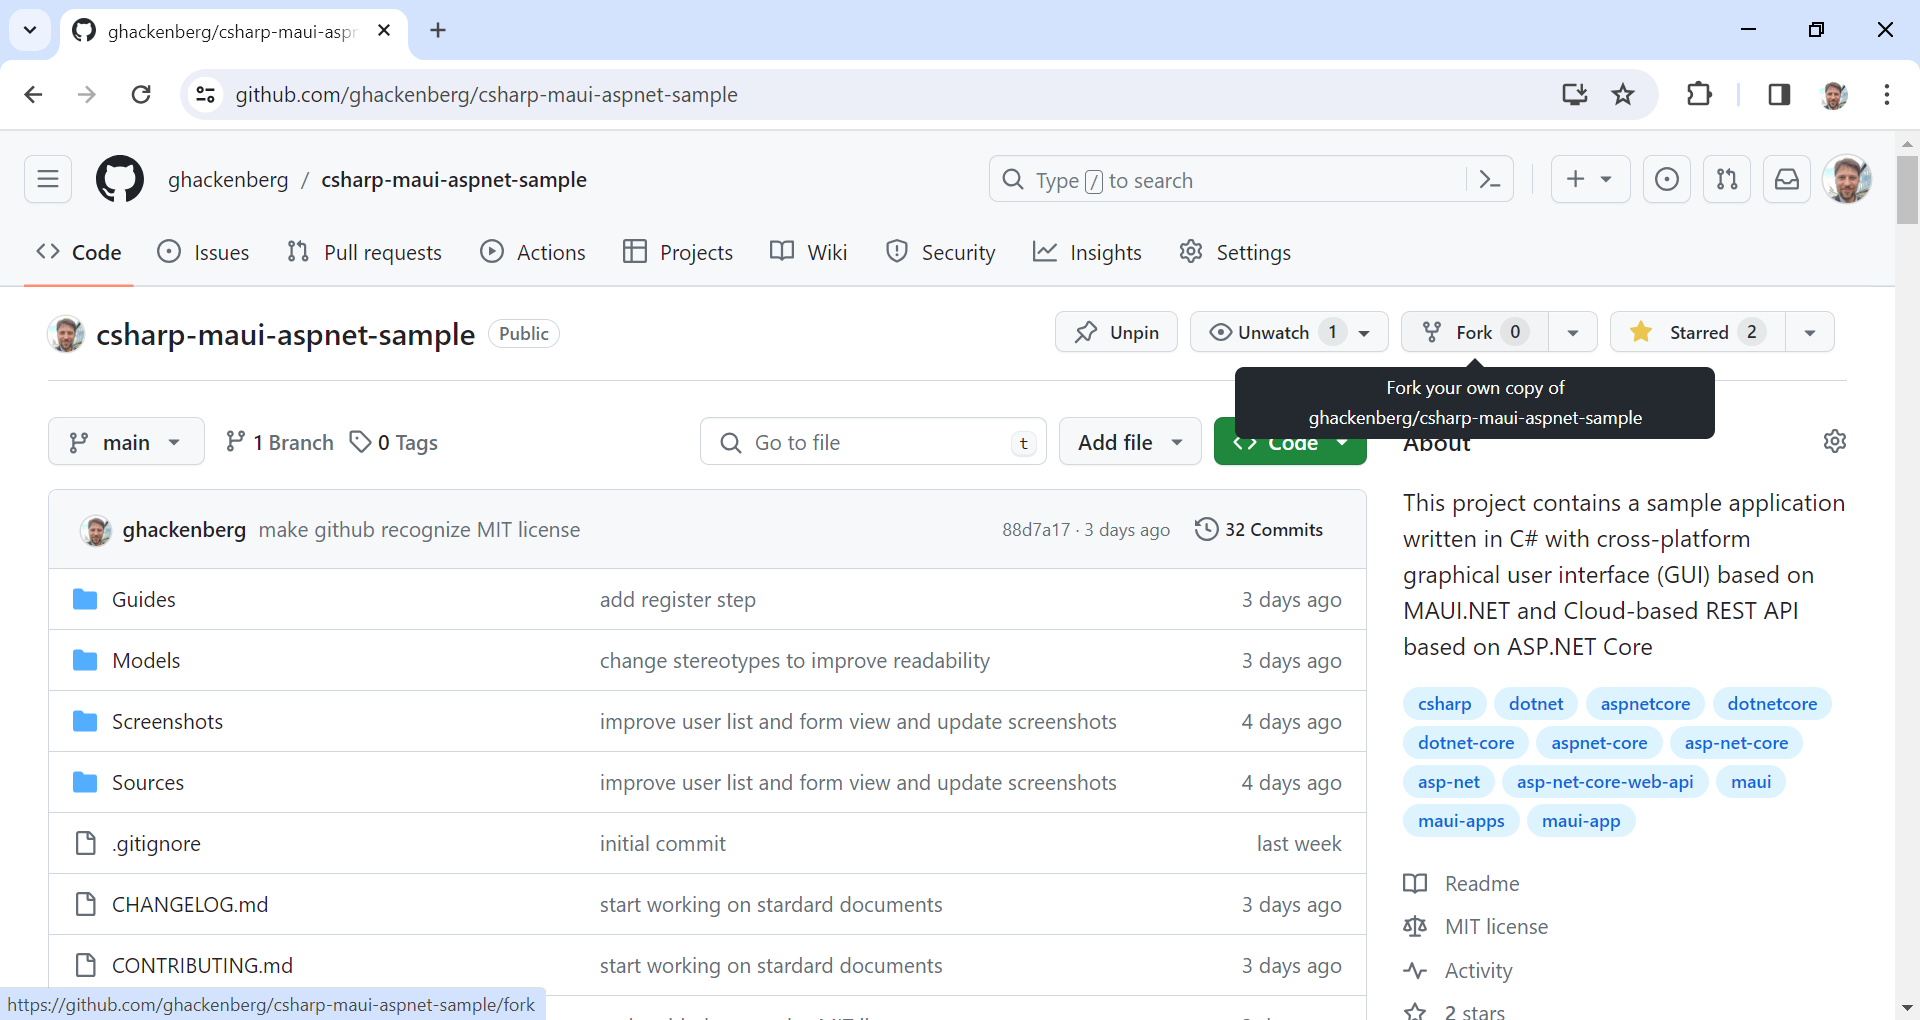 ghackenberg/csharp-maui-asp
github.com/ghackenberg/csharp-maui-aspnet-sample
ghackenberg / csharp-maui-aspnet-sample
Type / to search
Code Issues Pull requests Actions Projects Wiki Security Insights Settings
csharp-maui-aspnet-sample Public
Unpin Unwatch 1 Fork 0 Starred 2
Fork your own copy of
ghackenberg/csharp-maui-aspnet-sample
main 1 Branch 0 Tags Go to file t Add file Code
About
This project contains a sample application
written in C# with cross-platform
graphical user interface (GUI) based on
MAUI.NET and Cloud-based REST API
based on ASP.NET Core
csharp dotnet aspnetcore dotnetcore
dotnet-core aspnet-core asp-net-core
asp-net asp-net-core-web-api maui
maui-apps maui-app
Readme
MIT license
Activity
2 stars
ghackenberg make github recognize MIT license 88d7a17 · 3 days ago 32 Commits
Guides add register step 3 days ago
Models change stereotypes to improve readability 3 days ago
Screenshots improve user list and form view and update screenshots 4 days ago
Sources improve user list and form view and update screenshots 4 days ago
.gitignore initial commit last week
CHANGELOG.md start working on stardard documents 3 days ago
CONTRIBUTING.md start working on stardard documents 3 days ago
https://github.com/ghackenberg/csharp-maui-aspnet-sample/fork